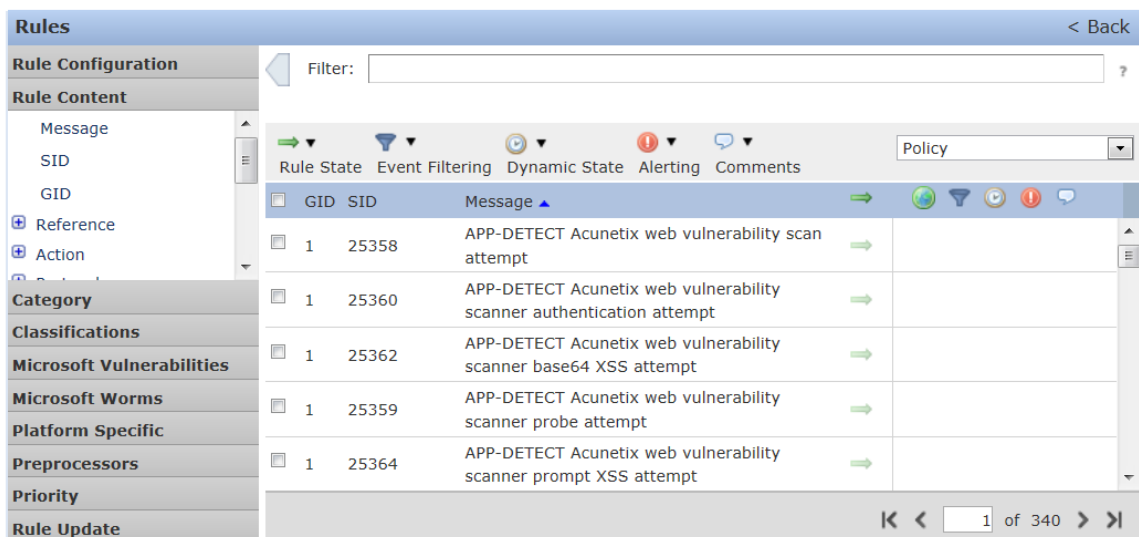 Rules
< Back
Rule Configuration
Rule Content
Message
SID
GID
Reference
Action
Category
Classifications
Microsoft Vulnerabilities
Microsoft Worms
Platform Specific
Preprocessors
Priority
Rule Update
Filter:
?
Rule State Event Filtering Dynamic State Alerting Comments
Policy
GID SID Message
1 25358 APP-DETECT Acunetix web vulnerability scan
attempt
1 25360 APP-DETECT Acunetix web vulnerability
scanner authentication attempt
1 25362 APP-DETECT Acunetix web vulnerability
scanner base64 XSS attempt
1 25359 APP-DETECT Acunetix web vulnerability
scanner probe attempt
1 25364 APP-DETECT Acunetix web vulnerability
scanner prompt XSS attempt
1 of 340